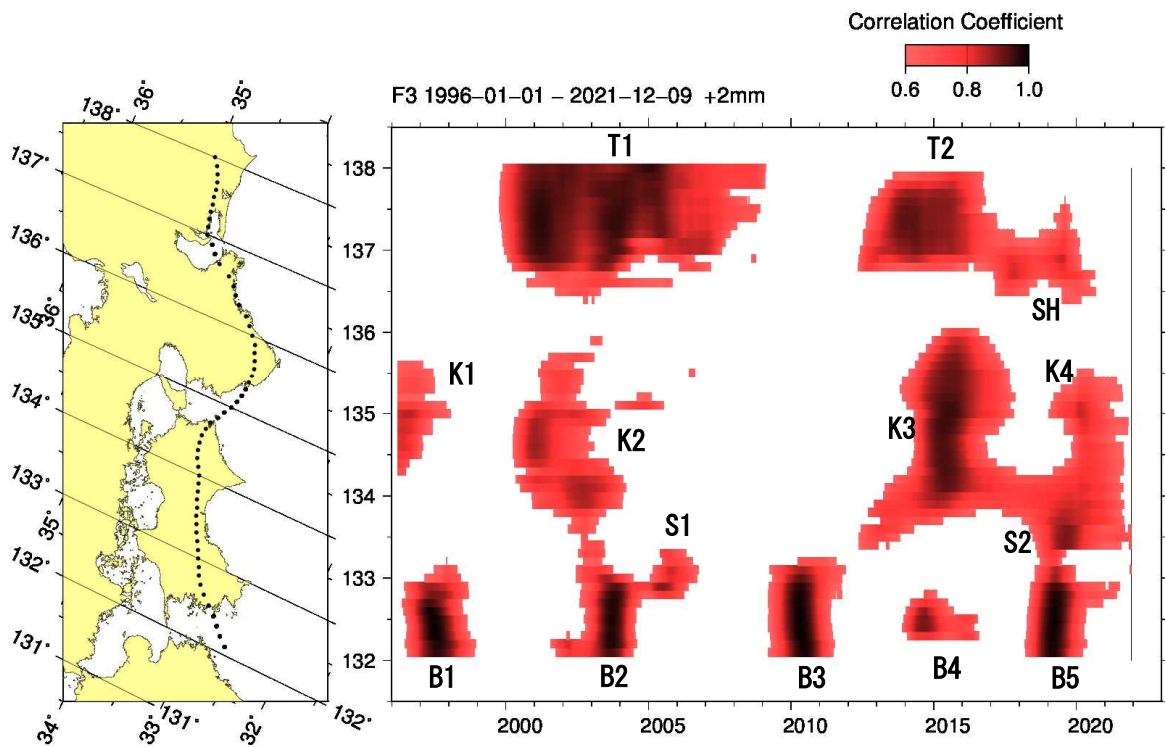 Correlation Coefficient
0.6 0.8 1.0
F3 1996-01-01 - 2021-12-09 +2mm
138° 36° 35°
137°
136°
36°
135°
134°
133°
35°
132°
131°
34° 33° 131° 32° 132°
138
137
136
135
134
133
132
2000 2005 2010 2015 2020
T1 T2
SH
K1 K4
K2 K3
S1 S2
B1 B2 B3 B4 B5